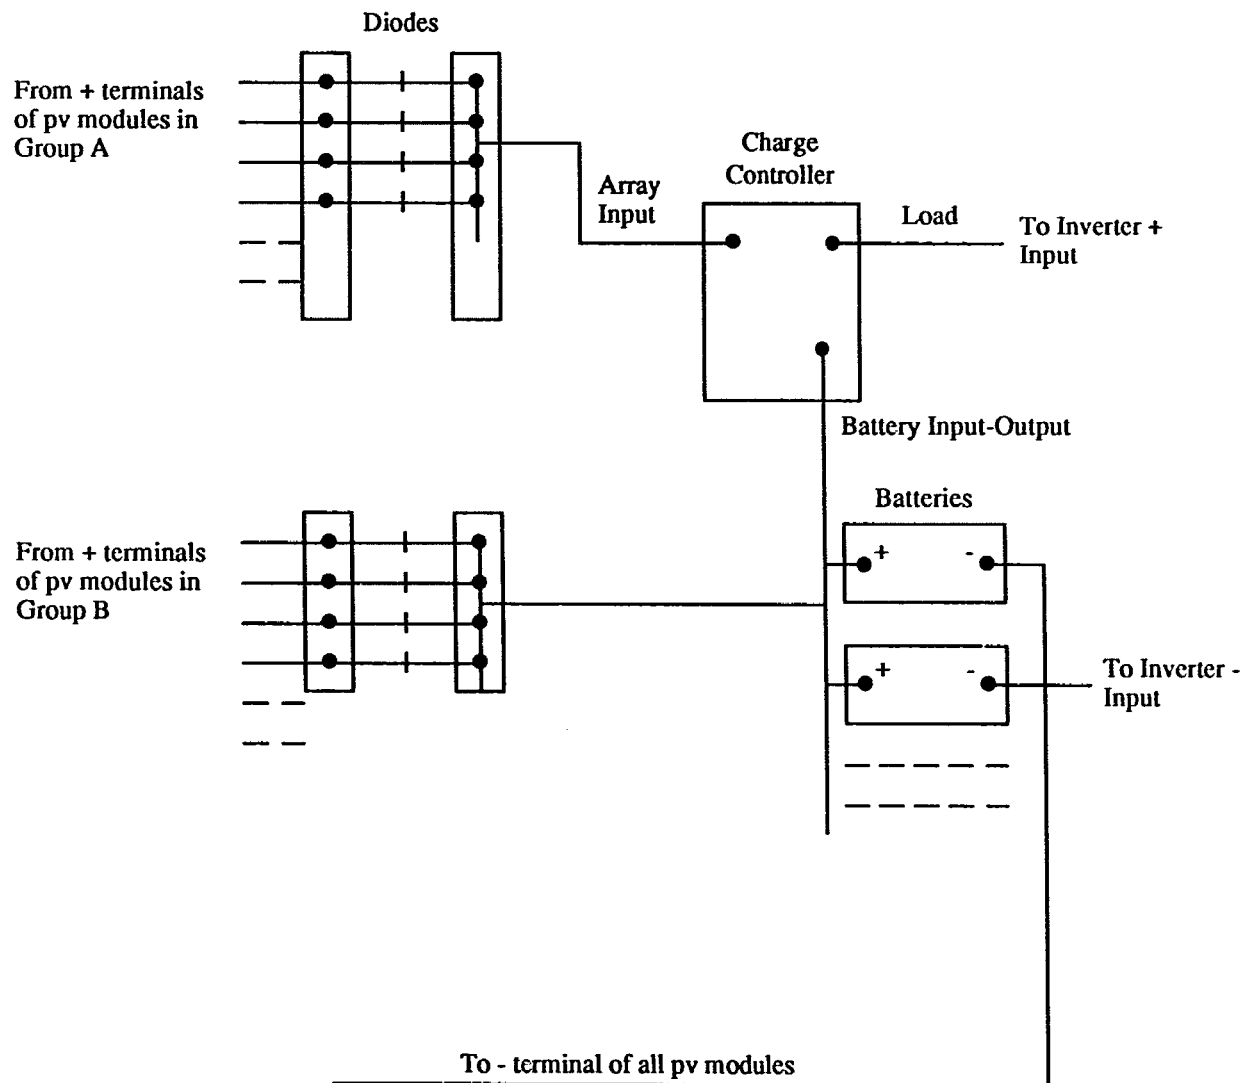 Diodes
From + terminals
of pv modules in
Group A
Charge
Controller
Array
Input
Load
To Inverter +
Input
Battery Input-Output
Batteries
+ -
From + terminals
of pv modules in
Group B
+ -
To Inverter -
Input
To - terminal of all pv modules